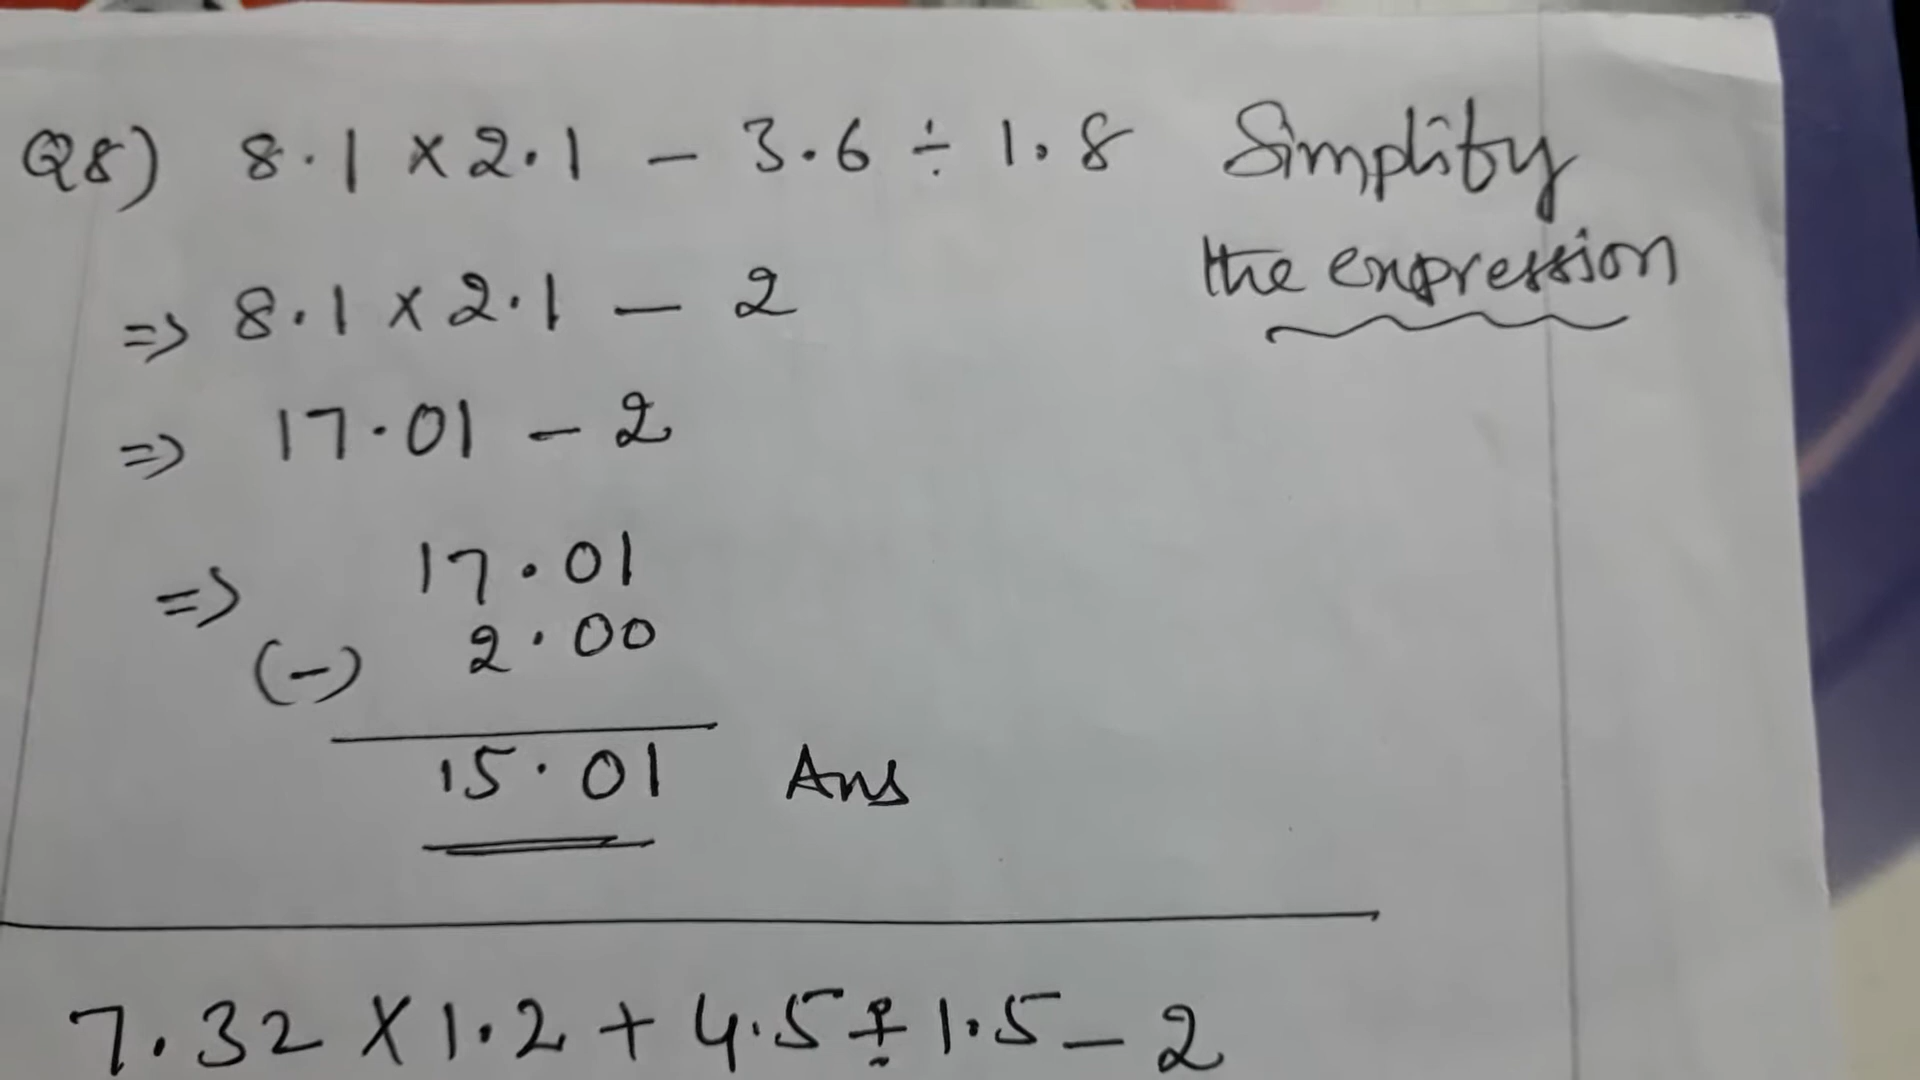 Q8) 8.1 × 2.1 - 3.6 ÷ 1.8 Simplify
the expression
=> 8.1 × 2.1 - 2
=> 17.01 - 2
=> 17.01
(-) 2.00
15.01 Ans
7.32 × 1.2 + 4.5 ÷ 1.5 - 2